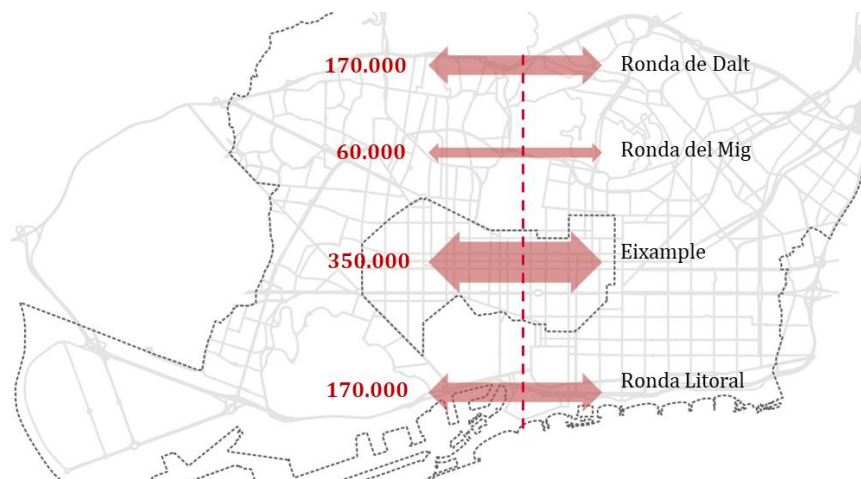 170.000 Ronda de Dalt
60.000 Ronda del Mig
350.000 Eixample
170.000 Ronda Litoral